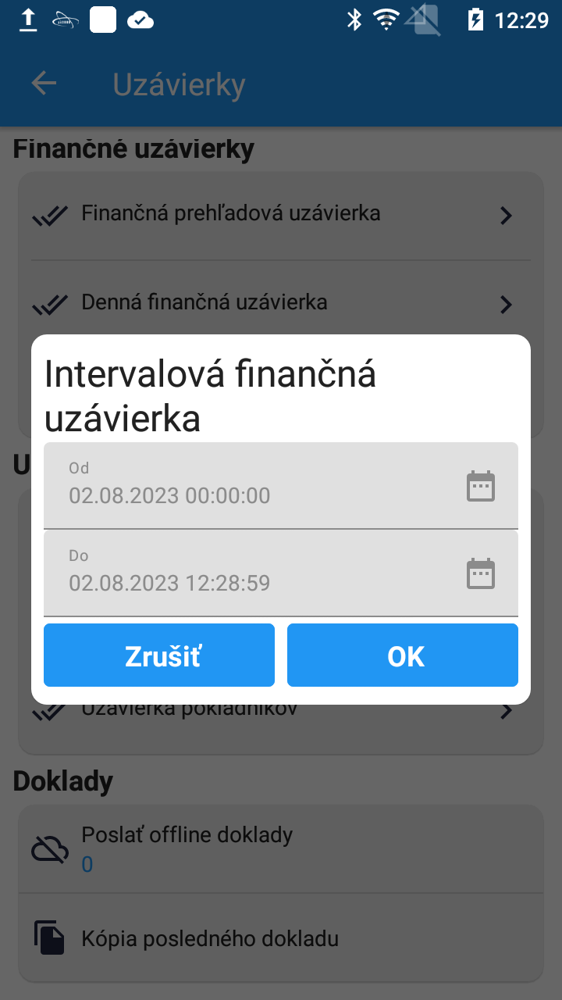 12:29
Uzávierky
Finančné uzávierky
Finančná prehľadová uzávierka
Denná finančná uzávierka
Intervalová finančná
uzávierka
U
Od
02.08.2023 00:00:00
Do
02.08.2023 12:28:59
Zrušiť
OK
Uzávierka pokladníkov
Doklady
Poslať offline doklady
0
Kópia posledného dokladu